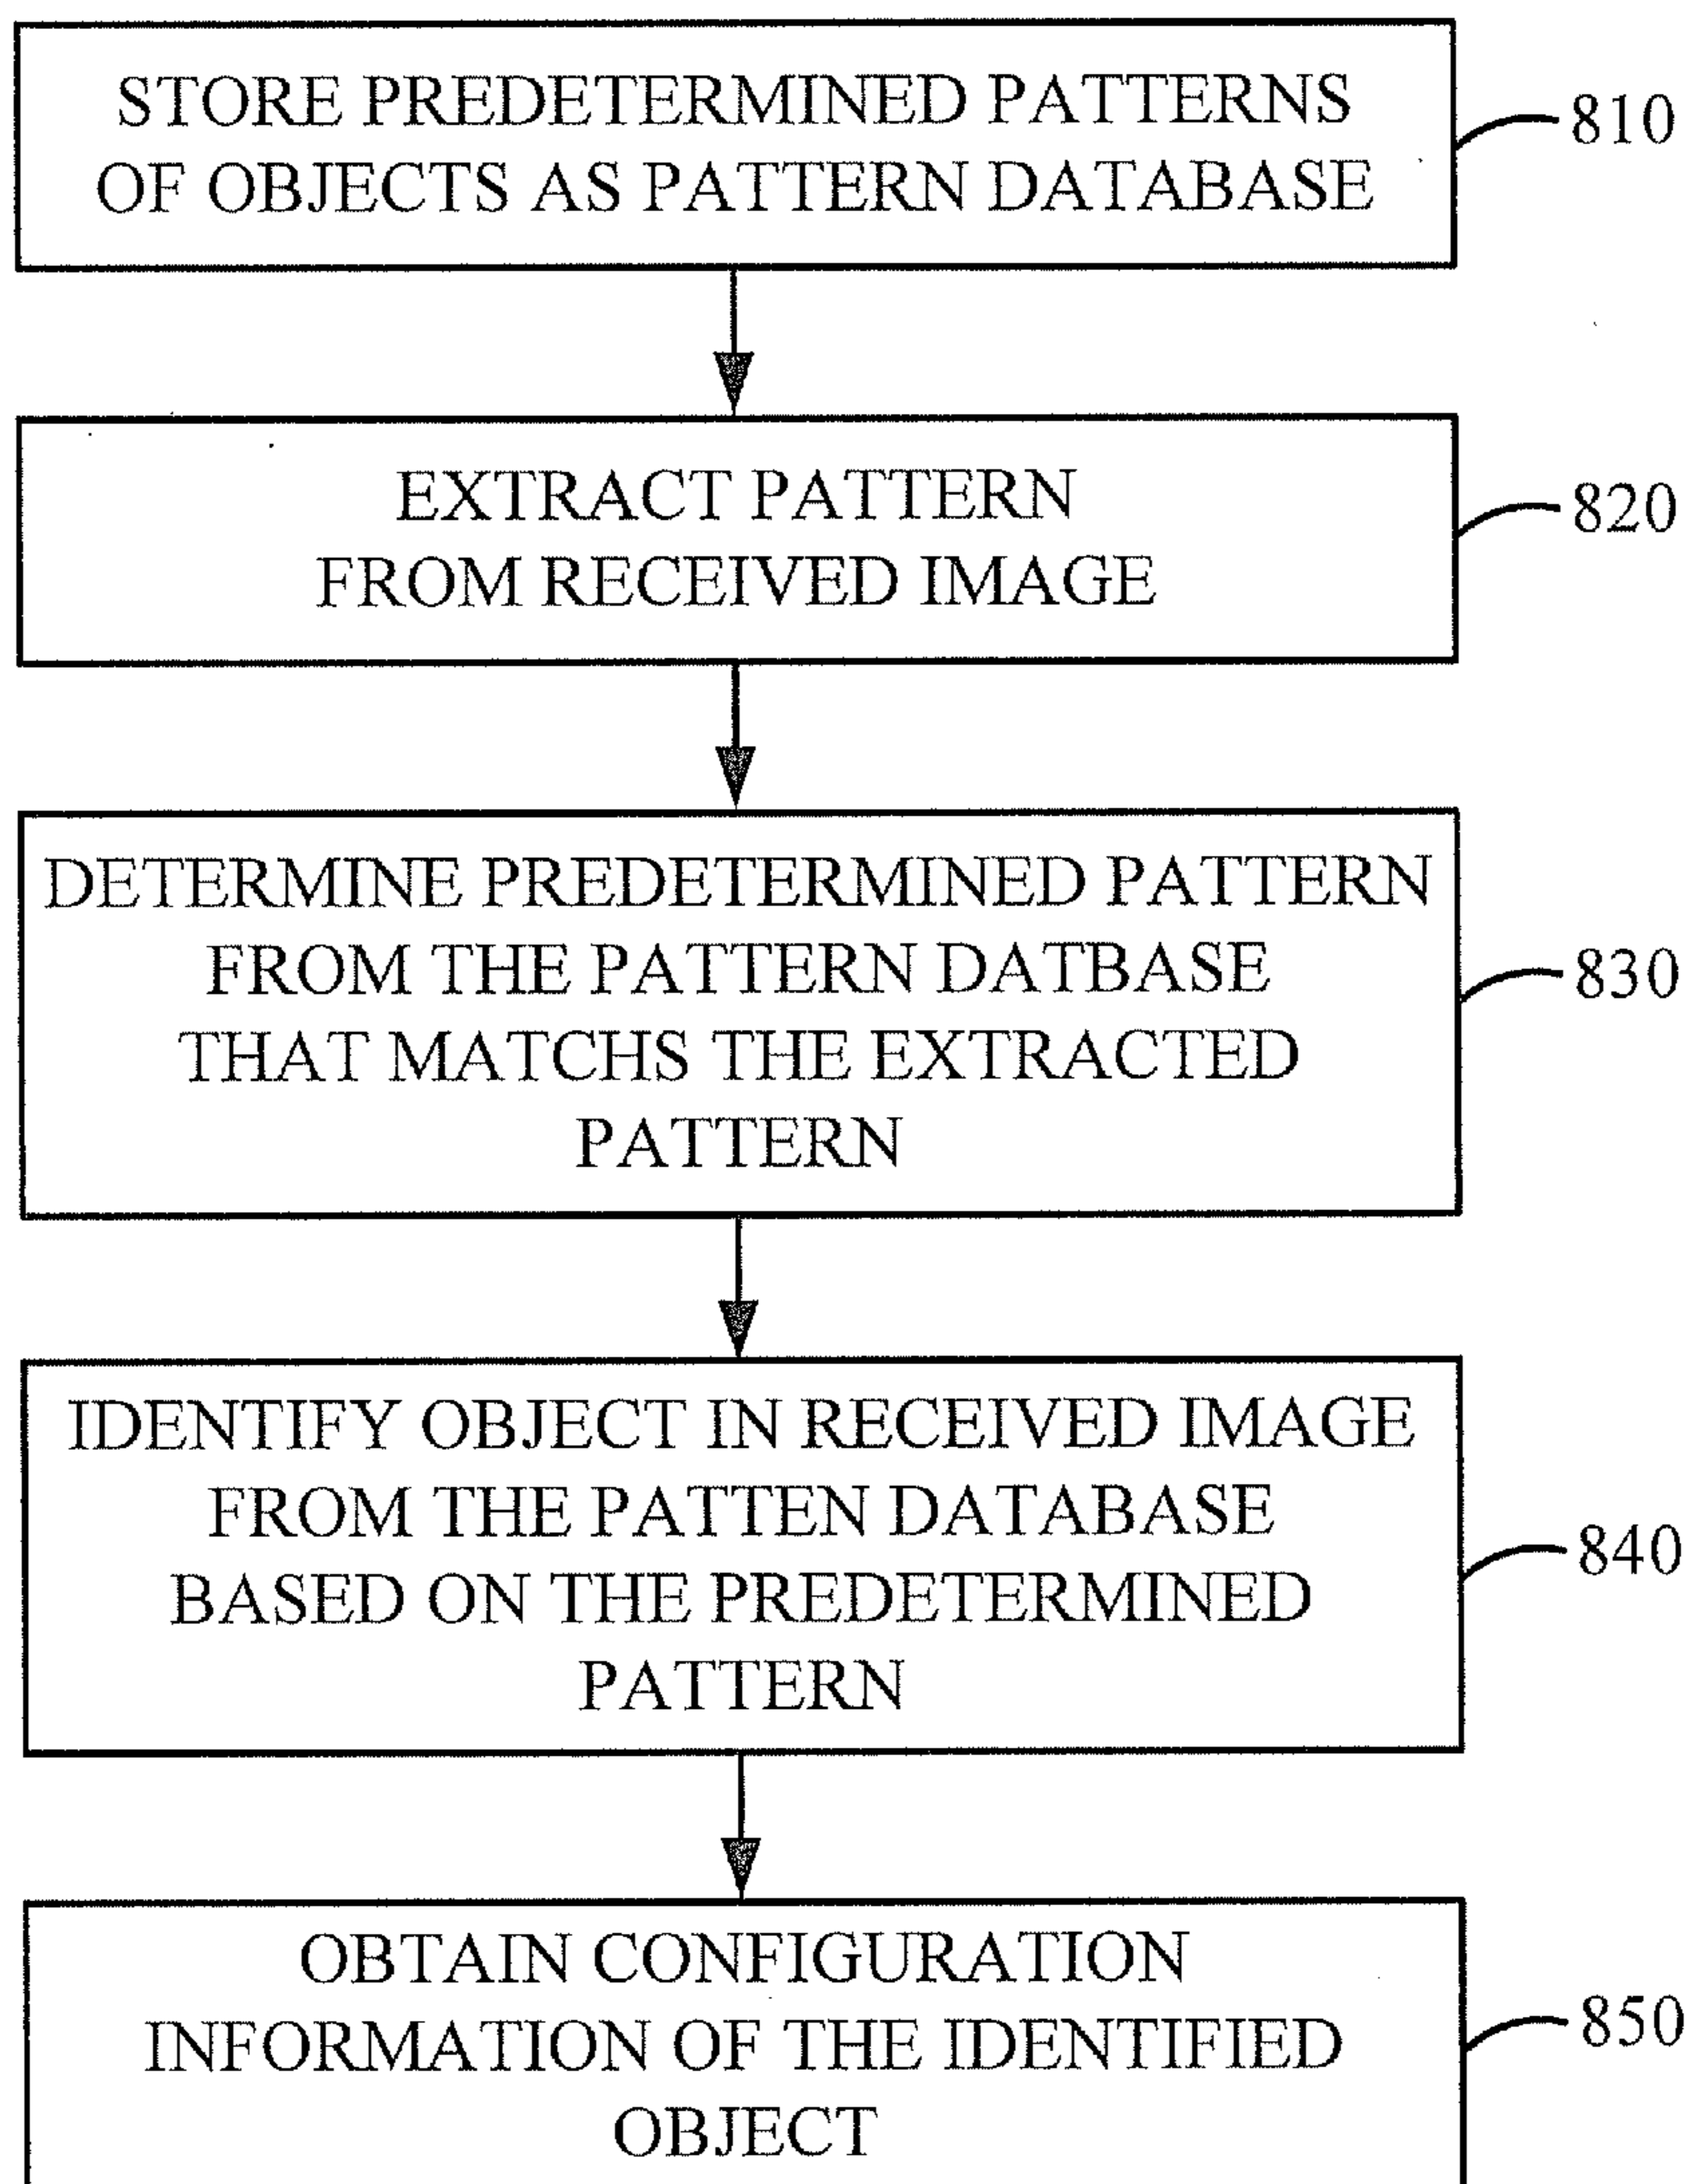 STORE PREDETERMINED PATTERNS
OF OBJECTS AS PATTERN DATABASE
810
EXTRACT PATTERN
FROM RECEIVED IMAGE
820
DETERMINE PREDETERMINED PATTERN
FROM THE PATTERN DATBASE
THAT MATCHS THE EXTRACTED
PATTERN
830
IDENTIFY OBJECT IN RECEIVED IMAGE
FROM THE PATTEN DATABASE
BASED ON THE PREDETERMINED
PATTERN
840
OBTAIN CONFIGURATION
INFORMATION OF THE IDENTIFIED
OBJECT
850